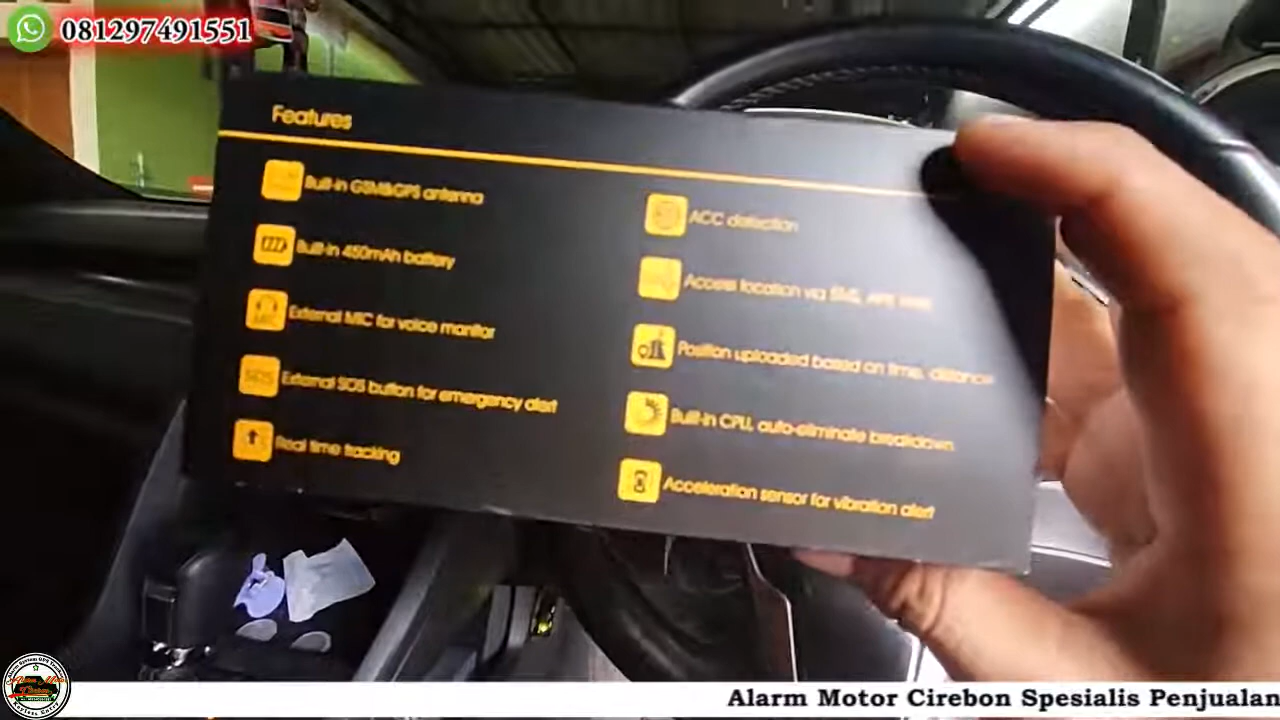 081297491551
Features
Built-in GSM&GPS antenna
Built-in 450mAh battery
External MIC for voice monitor
SOS
External SOS button for emergency alert
Real time tracking
ACC detection
Access location via SMS, APP, Web
Position uploaded based on time, distance
Built-in CPU, auto-eliminate breakdown
Acceleration sensor for vibration alert
Alarm Motor Cirebon Spesialis Penjualan